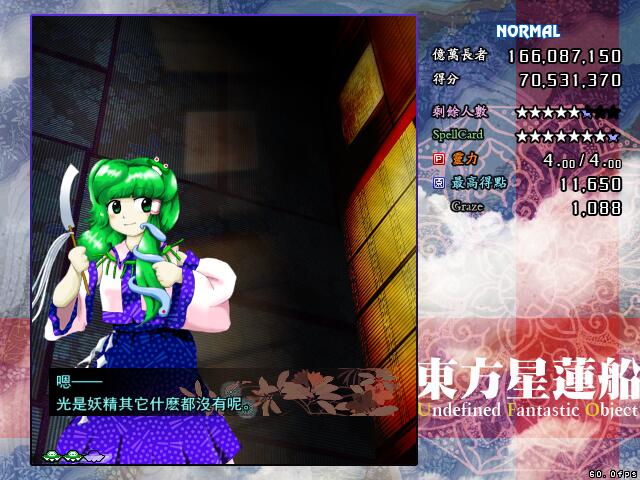 NORMAL
億萬長者 166,087,150
得分 70,531,370
剩餘人數
SpellCard
P 靈力 4.00/4.00
最高得點 11,650
Graze 1,088
嗯——
光是妖精其它什麽都沒有呢。
東方星蓮船
Undefined Fantastic Object
60.0fps